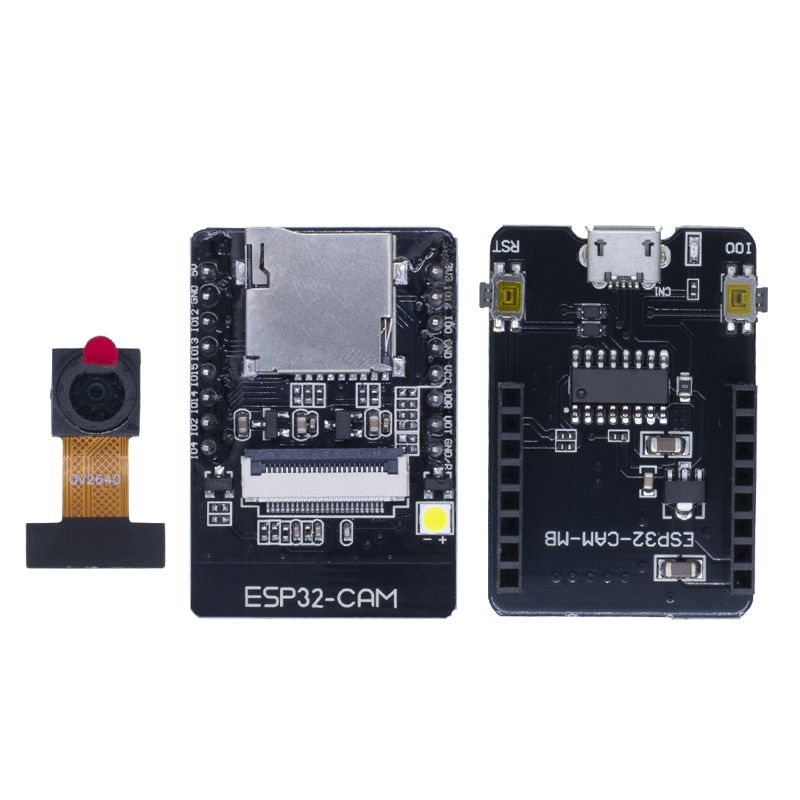 OV2640
5V
GND
IO12
IO13
IO15
IO14
IO2
IO4
3V3
IO16
IO0
GND
VCC
UOR
UOT
GND/R
- +
ESP32-CAM
RST
IO0
CN1
ESP32-CAM-MB